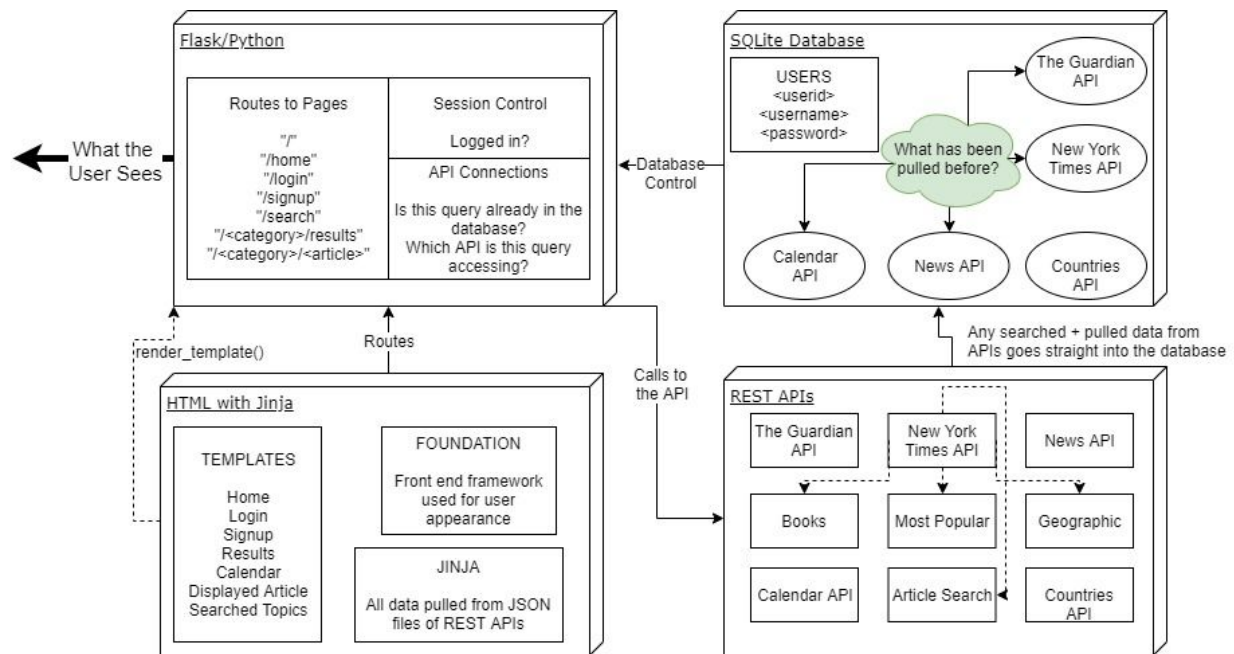 Flask/Python
Routes to Pages
"/"
"/home"
"/login"
"/signup"
"/search"
"/<category>/results"
"/<category>/<article>"
Session Control
Logged in?
API Connections
Is this query already in the
database?
Which API is this query
accessing?
What the
User Sees
Database
Control
SQLite Database
USERS
<userid>
<username>
<password>
What has been
pulled before?
The Guardian
API
New York
Times API
Calendar
API
News API
Countries
API
render_template()
Routes
Calls to
the API
Any searched + pulled data from
APIs goes straight into the database
HTML with Jinja
TEMPLATES
Home
Login
Signup
Results
Calendar
Displayed Article
Searched Topics
FOUNDATION
Front end framework
used for user
appearance
JINJA
All data pulled from JSON
files of REST APIs
REST APIs
The Guardian
API
New York
Times API
News API
Books
Most Popular
Geographic
Calendar API
Article Search
Countries
API